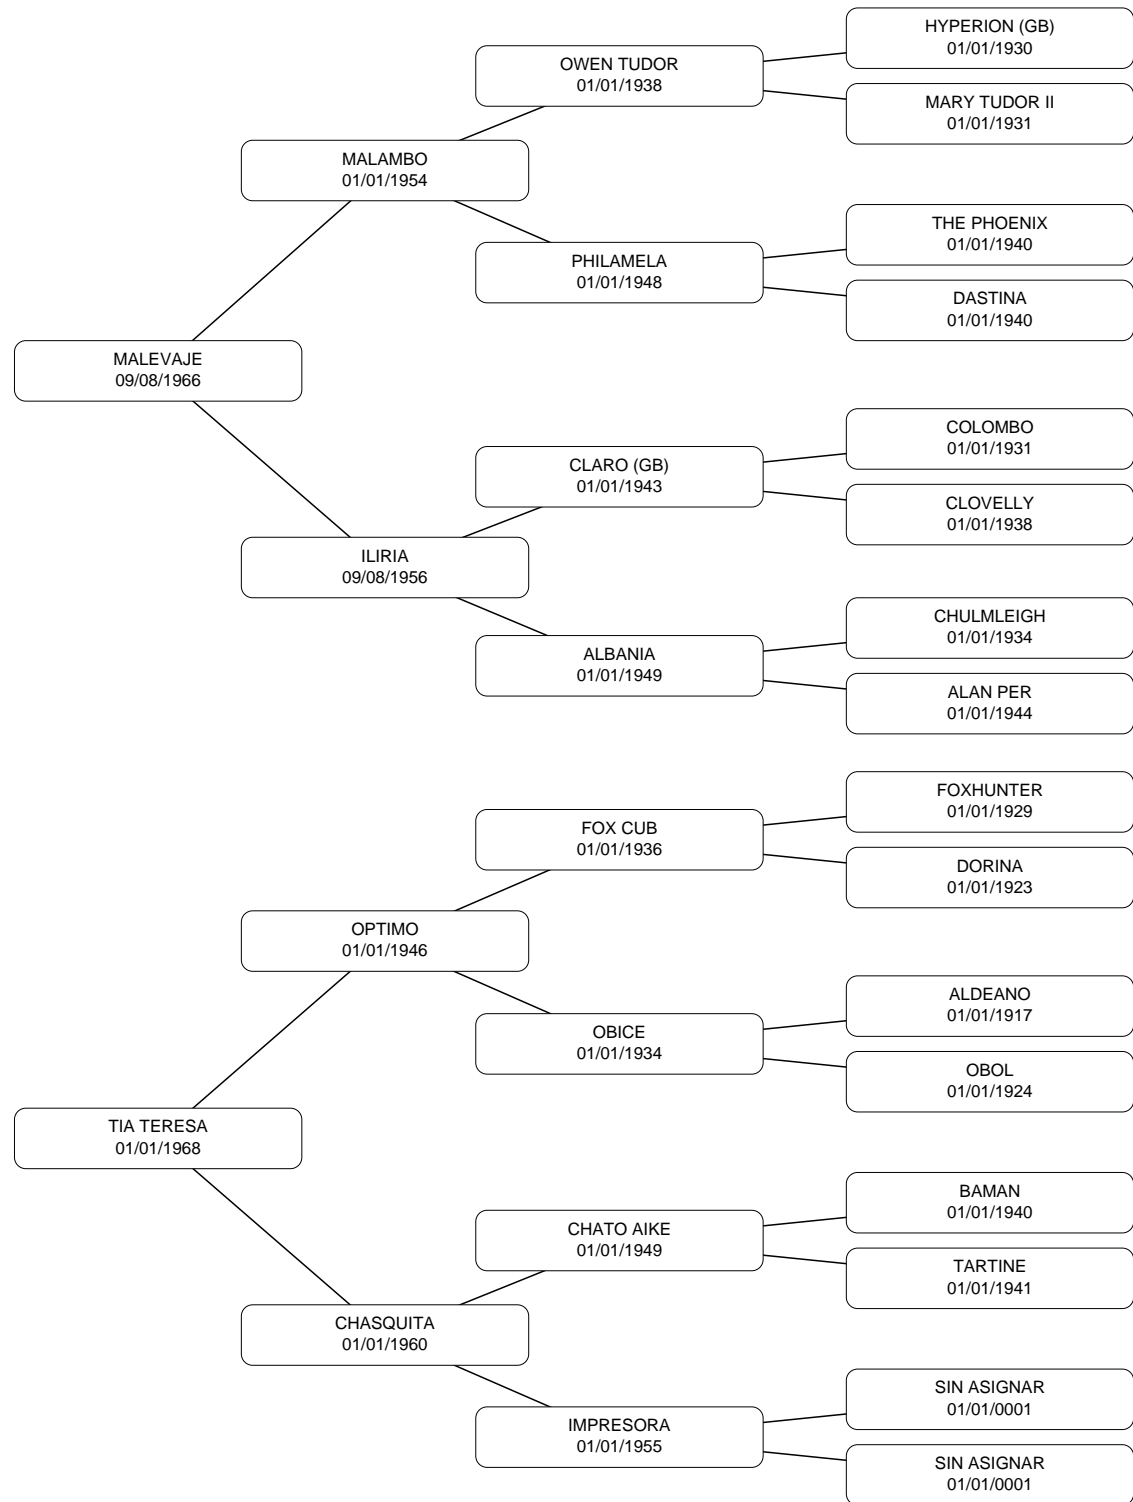 HYPERION (GB)
01/01/1930
OWEN TUDOR
01/01/1938
MARY TUDOR II
01/01/1931
MALAMBO
01/01/1954
THE PHOENIX
01/01/1940
PHILAMELA
01/01/1948
DASTINA
01/01/1940
MALEVAJE
09/08/1966
COLOMBO
01/01/1931
CLARO (GB)
01/01/1943
CLOVELLY
01/01/1938
ILIRIA
09/08/1956
CHULMLEIGH
01/01/1934
ALBANIA
01/01/1949
ALAN PER
01/01/1944
FOXHUNTER
01/01/1929
FOX CUB
01/01/1936
DORINA
01/01/1923
OPTIMO
01/01/1946
ALDEANO
01/01/1917
OBICE
01/01/1934
OBOL
01/01/1924
TIA TERESA
01/01/1968
BAMAN
01/01/1940
CHATO AIKE
01/01/1949
TARTINE
01/01/1941
CHASQUITA
01/01/1960
SIN ASIGNAR
01/01/0001
IMPRESORA
01/01/1955
SIN ASIGNAR
01/01/0001